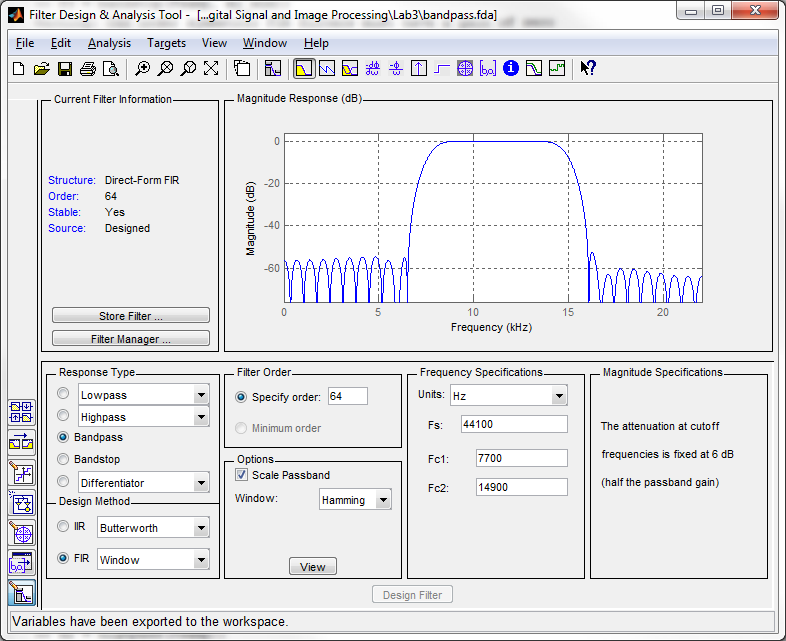 Filter Design & Analysis Tool - [...gital Signal and Image Processing\Lab3\bandpass.fda]
File Edit Analysis Targets View Window Help
Current Filter Information
Structure: Direct-Form FIR
Order: 64
Stable: Yes
Source: Designed
Store Filter ...
Filter Manager ...
Magnitude Response (dB)
Magnitude (dB)
0
-20
-40
-60
0 5 10 15 20
Frequency (kHz)
Response Type
Lowpass
Highpass
Bandpass
Bandstop
Differentiator
Design Method
IIR Butterworth
FIR Window
Filter Order
Specify order: 64
Minimum order
Options
Scale Passband
Window: Hamming
View
Frequency Specifications
Units: Hz
Fs: 44100
Fc1: 7700
Fc2: 14900
Magnitude Specifications
The attenuation at cutoff
frequencies is fixed at 6 dB
(half the passband gain)
Design Filter
Variables have been exported to the workspace.